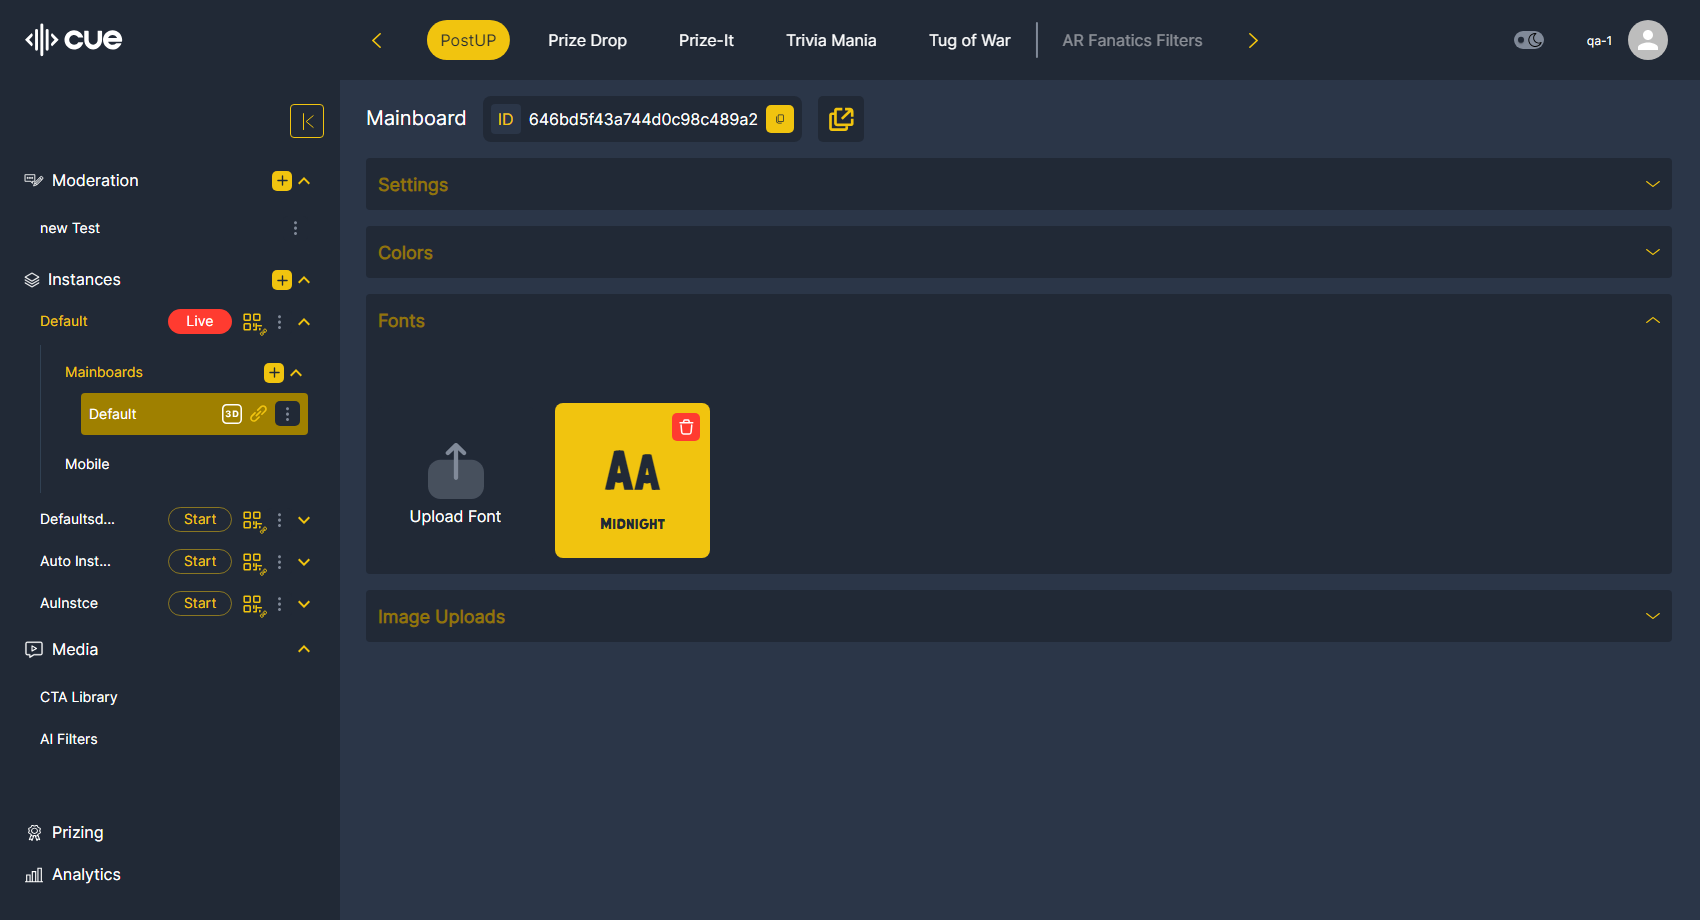 cue
PostUP
Prize Drop
Prize-It
Trivia Mania
Tug of War
AR Fanatics Filters
qa-1
Mainboard
ID 646bd5f43a744d0c98c489a2
Moderation
new Test
Instances
Default Live
Mainboards
Default 3D
Mobile
Defaultsd... Start
Auto Inst... Start
AuInstce Start
Media
CTA Library
AI Filters
Prizing
Analytics
Settings
Colors
Fonts
Upload Font
AA
MIDNIGHT
Image Uploads